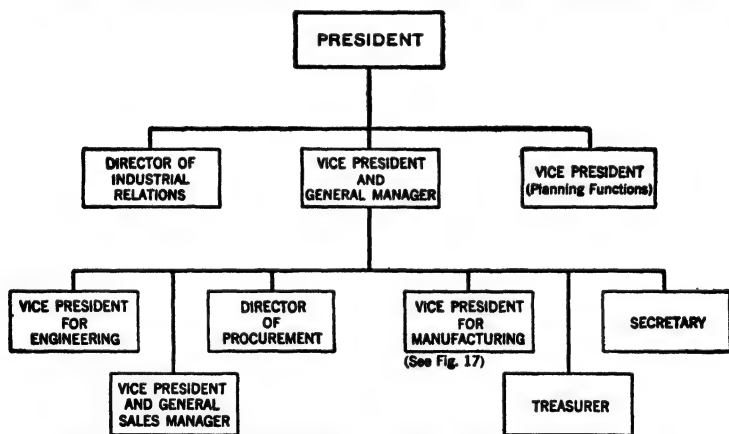 PRESIDENT
DIRECTOR OF
INDUSTRIAL
RELATIONS
VICE PRESIDENT
AND
GENERAL MANAGER
VICE PRESIDENT
(Planning Functions)
VICE PRESIDENT
FOR
ENGINEERING
DIRECTOR
OF
PROCUREMENT
VICE PRESIDENT
FOR
MANUFACTURING
(See Fig. 17)
SECRETARY
VICE PRESIDENT
AND GENERAL
SALES MANAGER
TREASURER